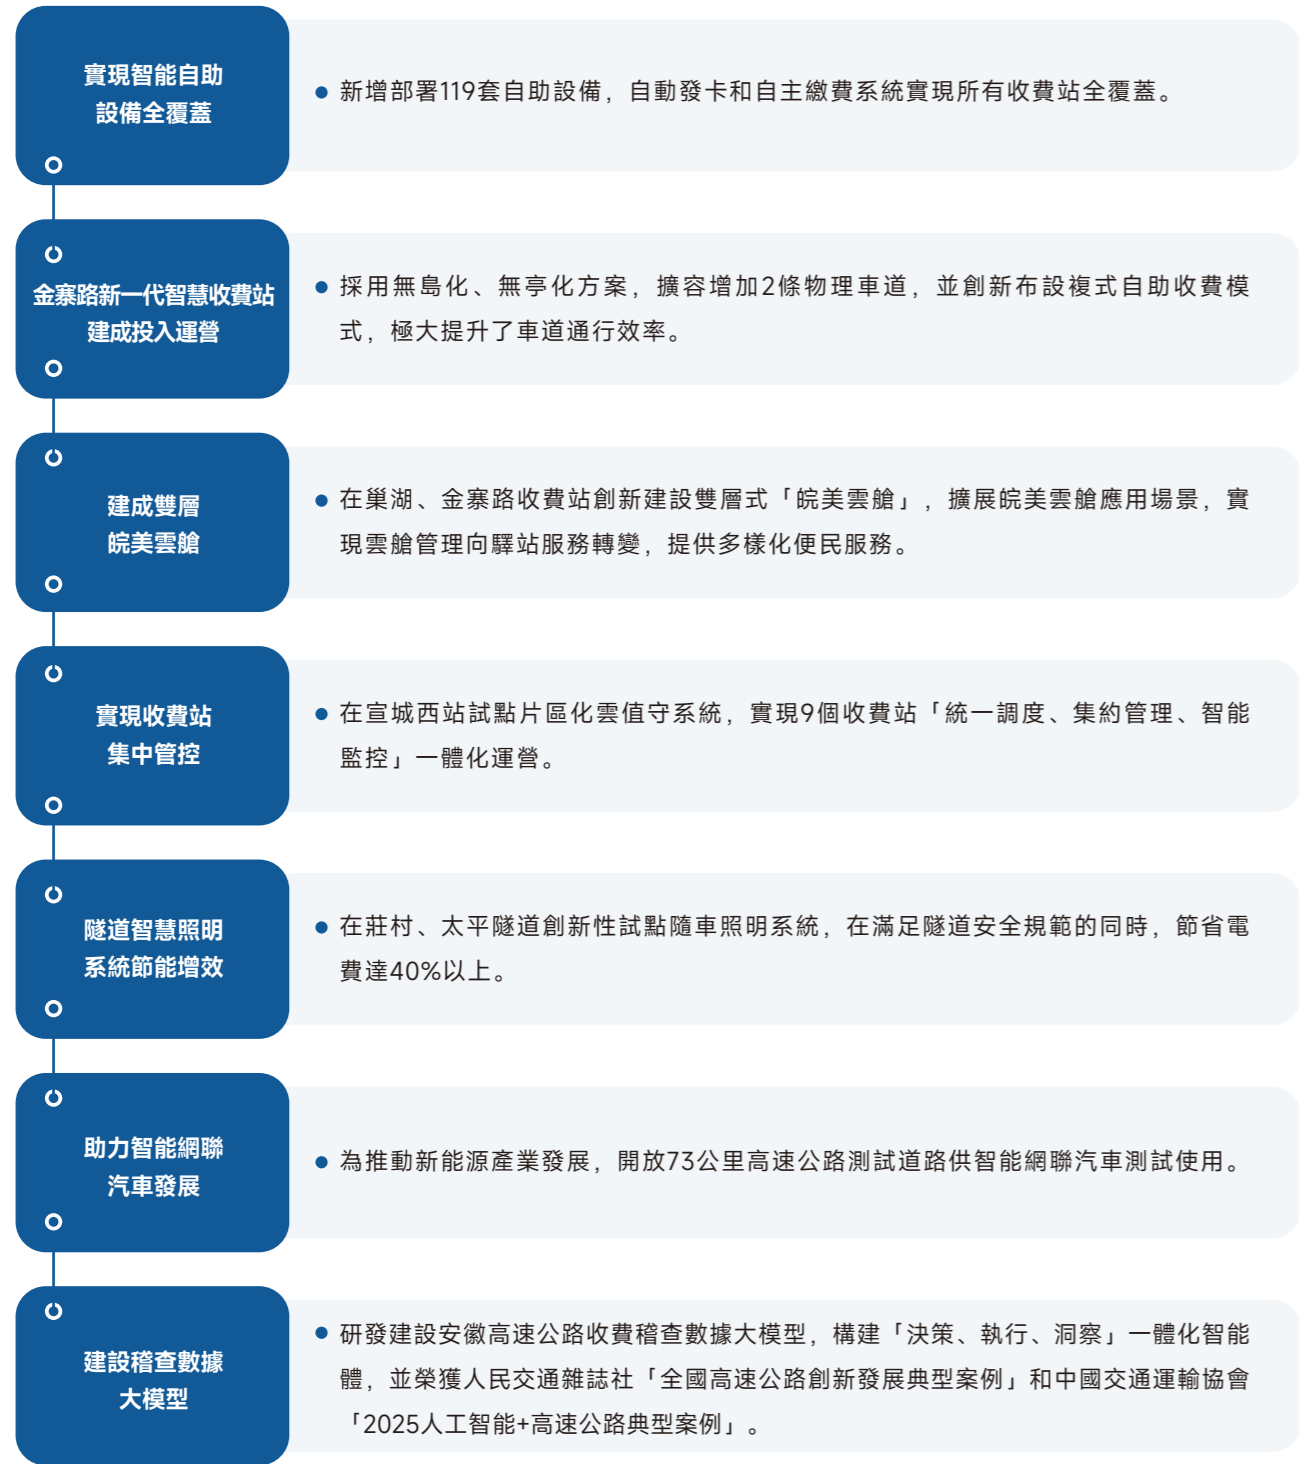 實現智能自助
設備全覆蓋
新增部署119套自助設備，自動發卡和自主繳費系統實現所有收費站全覆蓋。
金寨路新一代智慧收費站
建成投入運營
採用無島化、無亭化方案，擴容增加2條物理車道，並創新布設複式自助收費模
式，極大提升了車道通行效率。
建成雙層
皖美雲艙
在巢湖、金寨路收費站創新建設雙層式「皖美雲艙」，擴展皖美雲艙應用場景，實
現雲艙管理向驛站服務轉變，提供多樣化便民服務。
實現收費站
集中管控
在宣城西站試點片區化雲值守系統，實現9個收費站「統一調度、集約管理、智能
監控」一體化運營。
隧道智慧照明
系統節能增效
在莊村、太平隧道創新性試點隨車照明系統，在滿足隧道安全規範的同時，節省電
費達40%以上。
助力智能網聯
汽車發展
為推動新能源產業發展，開放73公里高速公路測試道路供智能網聯汽車測試使用。
建設稽查數據
大模型
研發建設安徽高速公路收費稽查數據大模型，構建「決策、執行、洞察」一體化智能
體，並榮獲人民交通雜誌社「全國高速公路創新發展典型案例」和中國交通運輸協會
「2025人工智能+高速公路典型案例」。